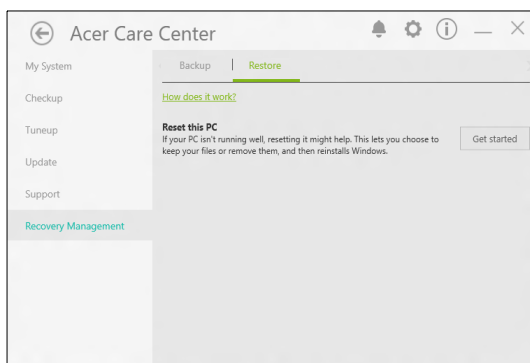 Acer Care Center
My System
Checkup
Tuneup
Update
Support
Recovery Management
Backup
Restore
How does it work?
Reset this PC
If your PC isn't running well, resetting it might help. This lets you choose to
keep your files or remove them, and then reinstalls Windows.
Get started